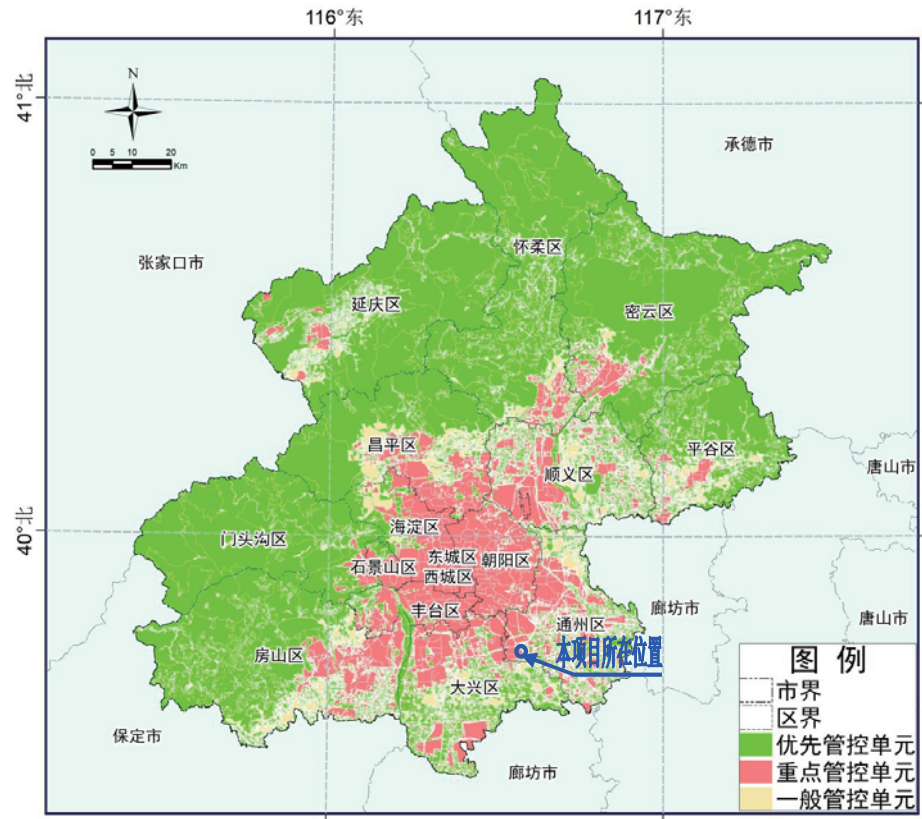 116°东
117°东
41°北
N
0 5 10 20
Km
承德市
怀柔区
张家口市
延庆区
密云区
昌平区
平谷区
顺义区
唐山市
40°北
海淀区
门头沟区
东城区
朝阳区
石景山区
西城区
丰台区
廊坊市
唐山市
通州区
本项目所在位置
房山区
大兴区
保定市
廊坊市
图 例
市界
区界
优先管控单元
重点管控单元
一般管控单元